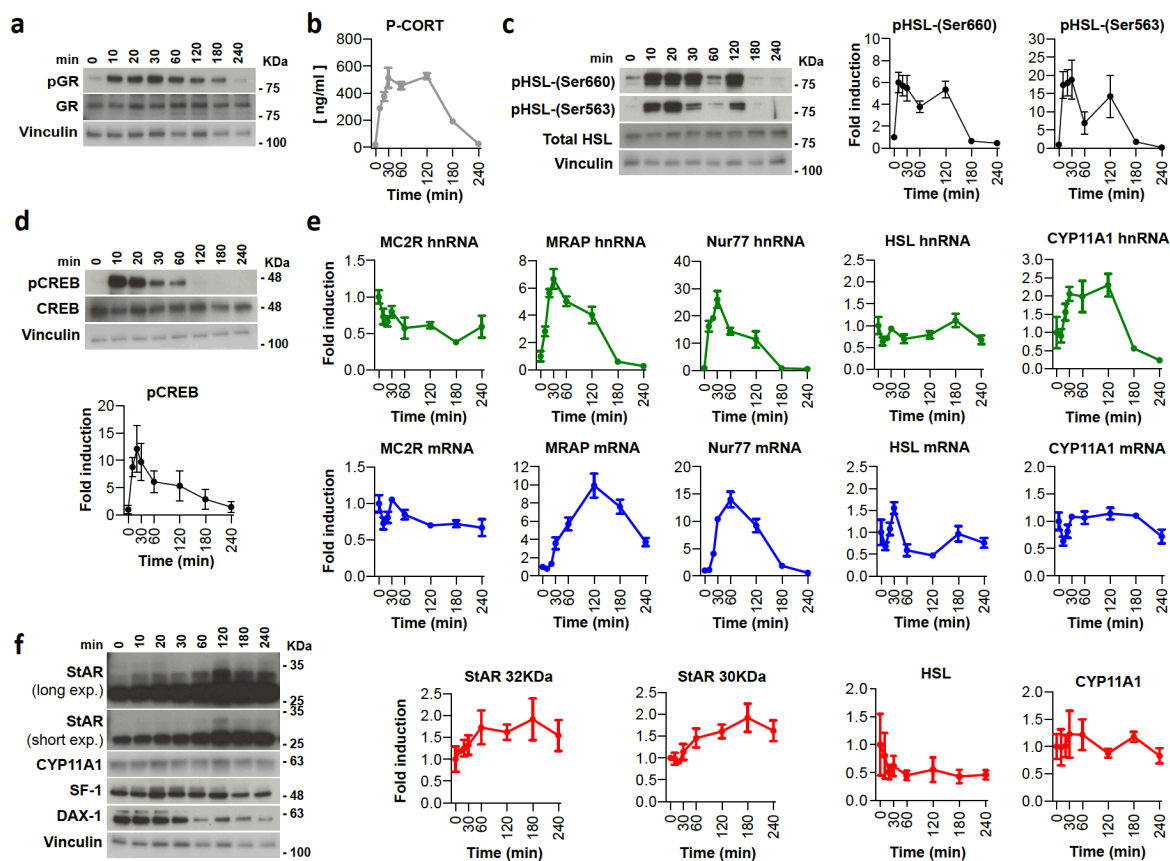 a
min 0 10 20 30 60 120 180 240 KDa
pGR
- 75
GR
- 75
Vinculin
- 100
b
P-CORT
[ ng/ml ]
800
600
400
200
0
0 30 60 120 180 240
Time (min)
c
min 0 10 20 30 60 120 180 240 KDa
pHSL-(Ser660)
- 75
pHSL-(Ser563)
- 75
Total HSL
- 75
Vinculin
- 100
pHSL-(Ser660)
Fold induction
10
8
6
4
2
0
0 30 60 120 180 240
Time (min)
pHSL-(Ser563)
30
25
20
15
10
5
0
0 30 60 120 180 240
Time (min)
d
min 0 10 20 30 60 120 180 240 KDa
pCREB
- 48
CREB
- 48
Vinculin
- 100
pCREB
Fold induction
20
15
10
5
0
0 30 60 120 180 240
Time (min)
e
MC2R hnRNA
Fold induction
1.5
1.0
0.5
0.0
0 30 60 120 180 240
Time (min)
MRAP hnRNA
8
6
4
2
0
0 30 60 120 180 240
Time (min)
Nur77 hnRNA
40
30
20
10
0
0 30 60 120 180 240
Time (min)
HSL hnRNA
2.5
2.0
1.5
1.0
0.5
0.0
0 30 60 120 180 240
Time (min)
CYP11A1 hnRNA
4
3
2
1
0
0 30 60 120 180 240
Time (min)
MC2R mRNA
Fold induction
1.5
1.0
0.5
0.0
0 30 60 120 180 240
Time (min)
MRAP mRNA
15
10
5
0
0 30 60 120 180 240
Time (min)
Nur77 mRNA
20
15
10
5
0
0 30 60 120 180 240
Time (min)
HSL mRNA
2.0
1.5
1.0
0.5
0.0
0 30 60 120 180 240
Time (min)
CYP11A1 mRNA
2.0
1.5
1.0
0.5
0.0
0 30 60 120 180 240
Time (min)
f
min 0 10 20 30 60 120 180 240 KDa
StAR
(long exp.)
- 35
25
StAR
(short exp.)
- 35
25
CYP11A1
- 63
SF-1
- 48
DAX-1
- 63
Vinculin
- 100
StAR 32KDa
Fold induction
2.5
2.0
1.5
1.0
0.5
0.0
0 30 60 120 180 240
Time (min)
StAR 30KDa
2.5
2.0
1.5
1.0
0.5
0.0
0 30 60 120 180 240
Time (min)
HSL
2.0
1.5
1.0
0.5
0.0
0 30 60 120 180 240
Time (min)
CYP11A1
2.0
1.5
1.0
0.5
0.0
0 30 60 120 180 240
Time (min)